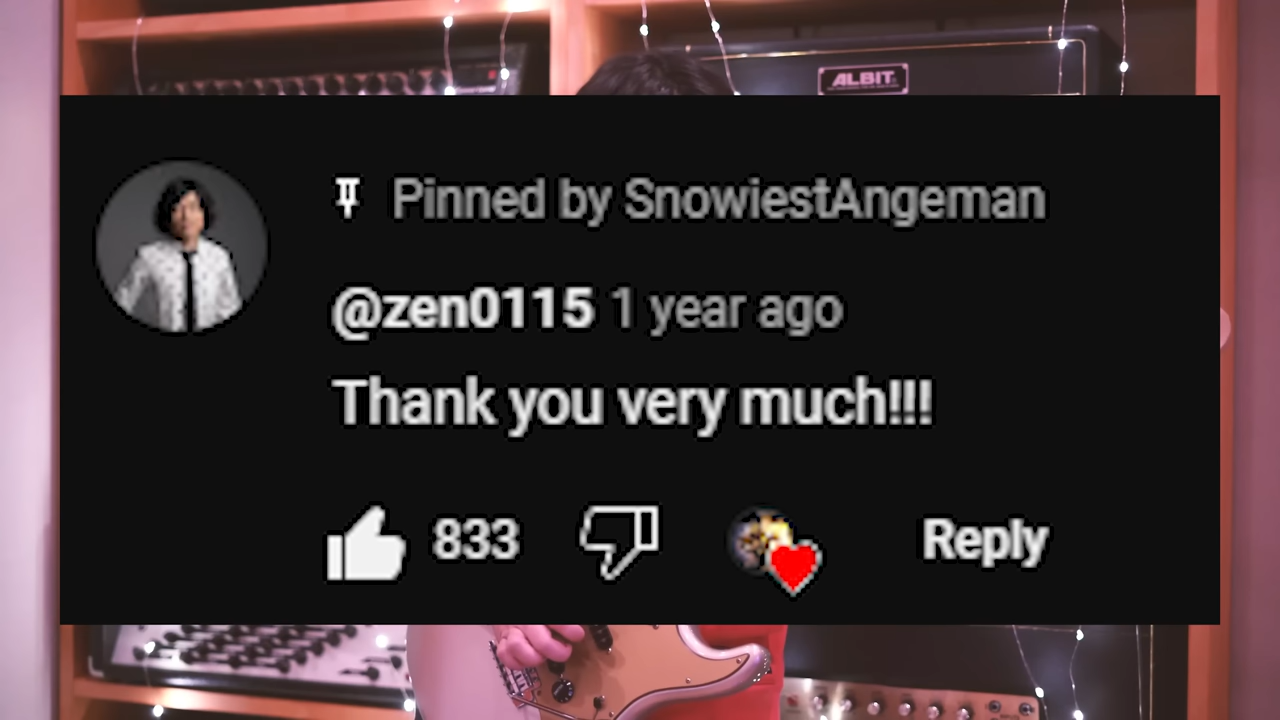 ALBIT
Pinned by SnowiestAngeman
@zen0115 1 year ago
Thank you very much!!!
833
Reply